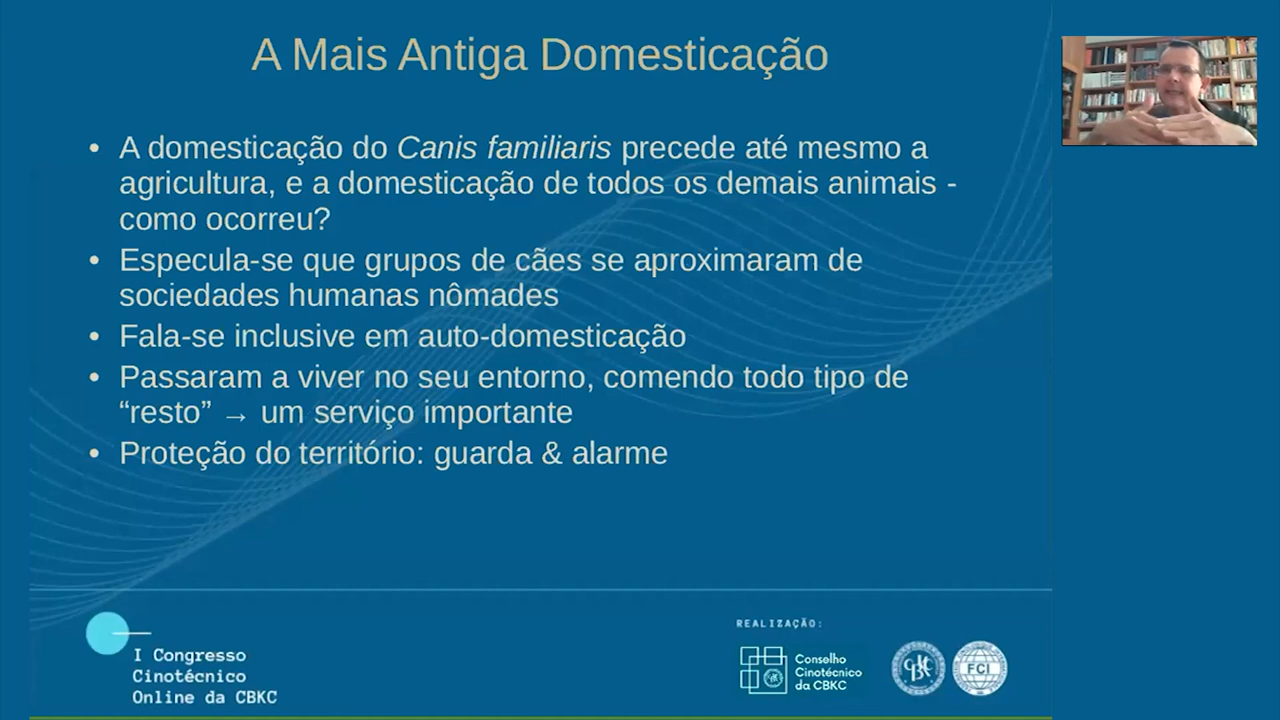 A Mais Antiga Domesticação
• A domesticação do Canis familiaris precede até mesmo a
agricultura, e a domesticação de todos os demais animais -
como ocorreu?
• Especula-se que grupos de cães se aproximaram de
sociedades humanas nômades
• Fala-se inclusive em auto-domesticação
• Passaram a viver no seu entorno, comendo todo tipo de
“resto” → um serviço importante
• Proteção do território: guarda & alarme
I Congresso
Cinotécnico
Online da CBKC
REALIZAÇÃO:
Conselho
Cinotécnico
da CBKC
CBKC
FCI